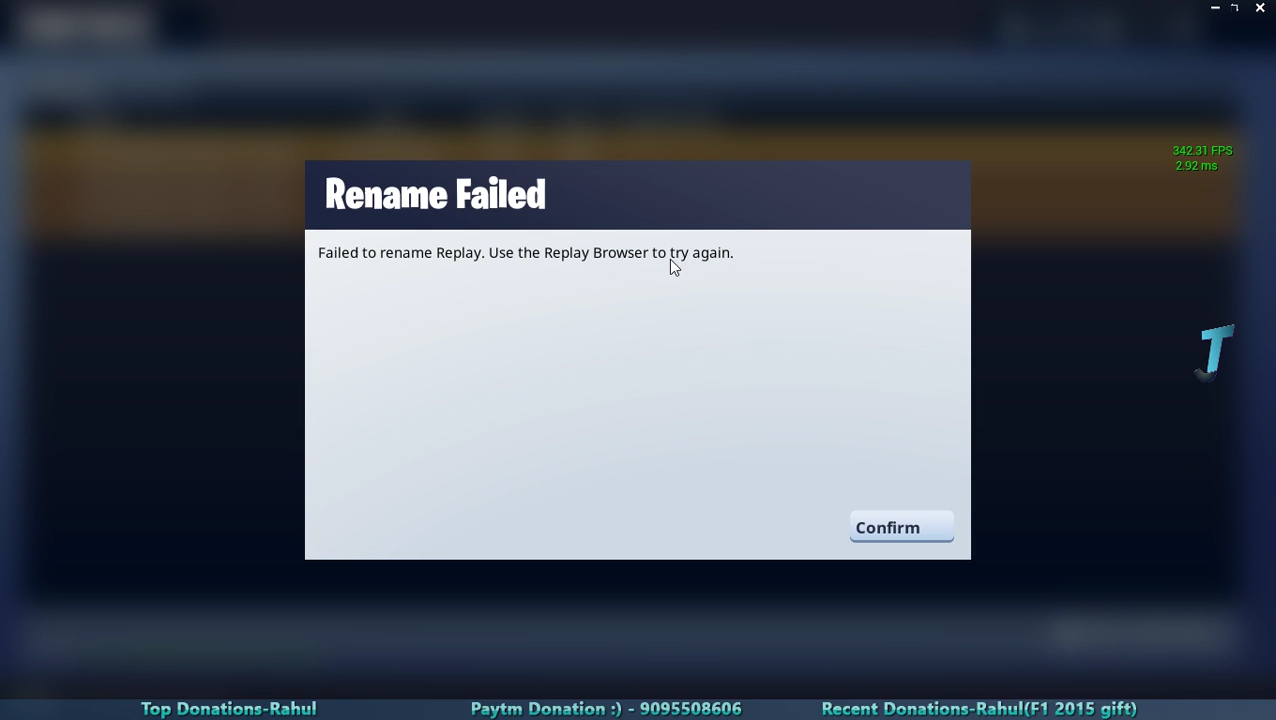 342.31 FPS
2.92 ms
Rename Failed
Failed to rename Replay. Use the Replay Browser to try again.
Confirm
Top Donations-Rahul
Paytm Donation :) - 9095508606
Recent Donations-Rahul(F1 2015 gift)